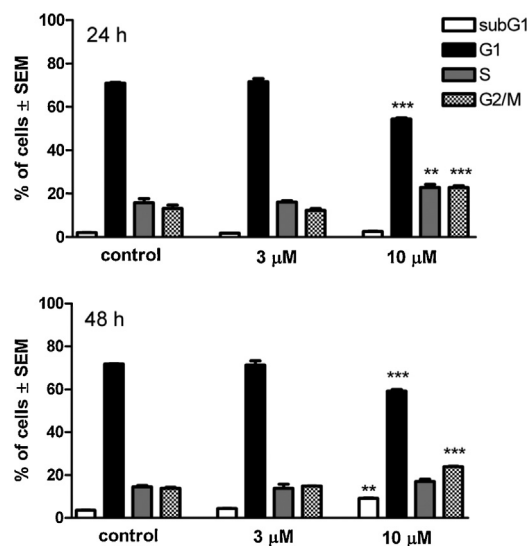 24 h
subG1
G1
S
G2/M
% of cells ± SEM
100
80
60
40
20
0
***
** ***
control 3 μM 10 μM
48 h
% of cells ± SEM
100
80
60
40
20
0
***
***
**
control 3 μM 10 μM